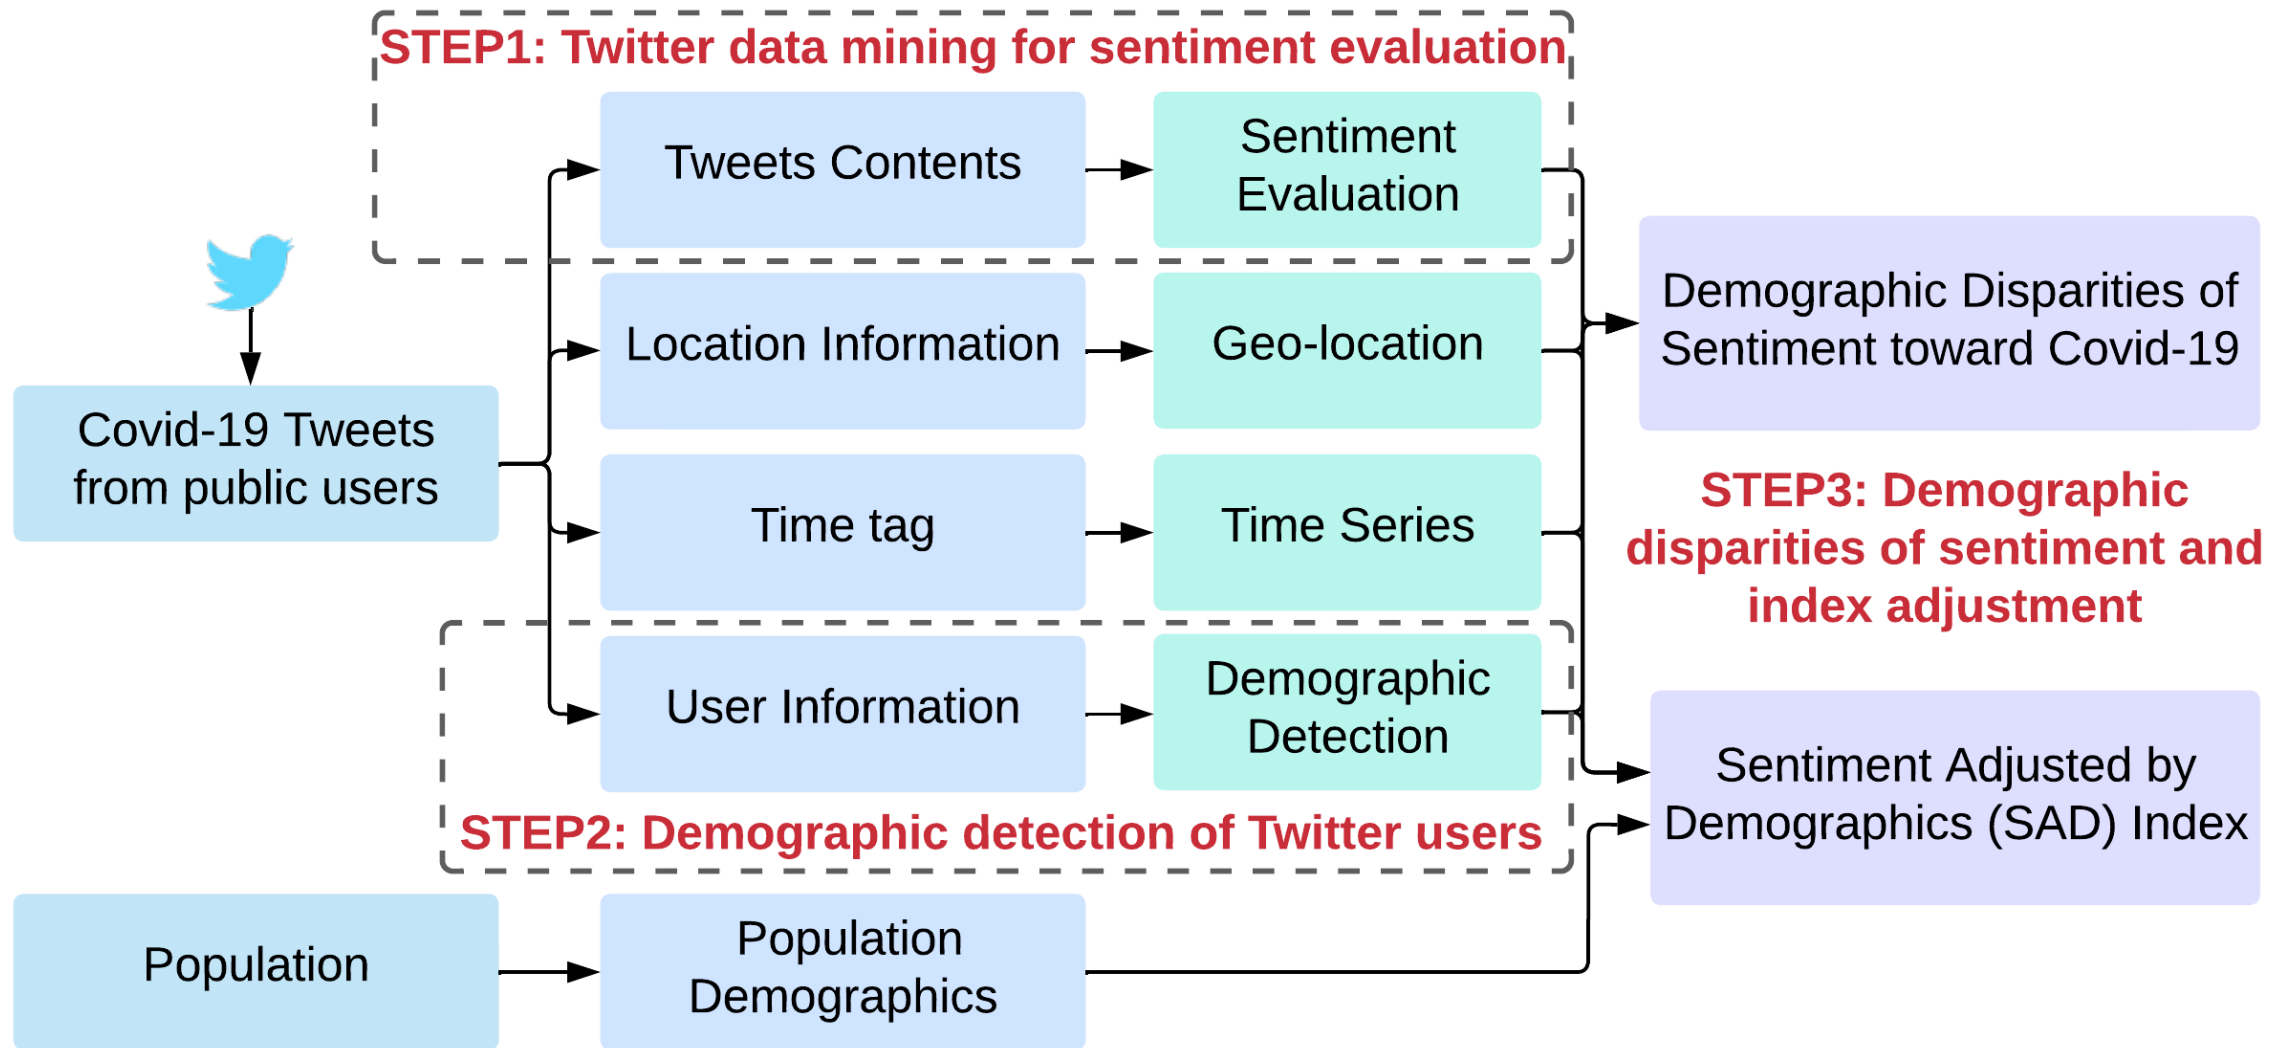 STEP1: Twitter data mining for sentiment evaluation
Tweets Contents
Sentiment
Evaluation
Location Information
Geo-location
Demographic Disparities of
Sentiment toward Covid-19
Covid-19 Tweets
from public users
Time tag
Time Series
STEP3: Demographic
disparities of sentiment and
index adjustment
User Information
Demographic
Detection
STEP2: Demographic detection of Twitter users
Sentiment Adjusted by
Demographics (SAD) Index
Population
Population
Demographics